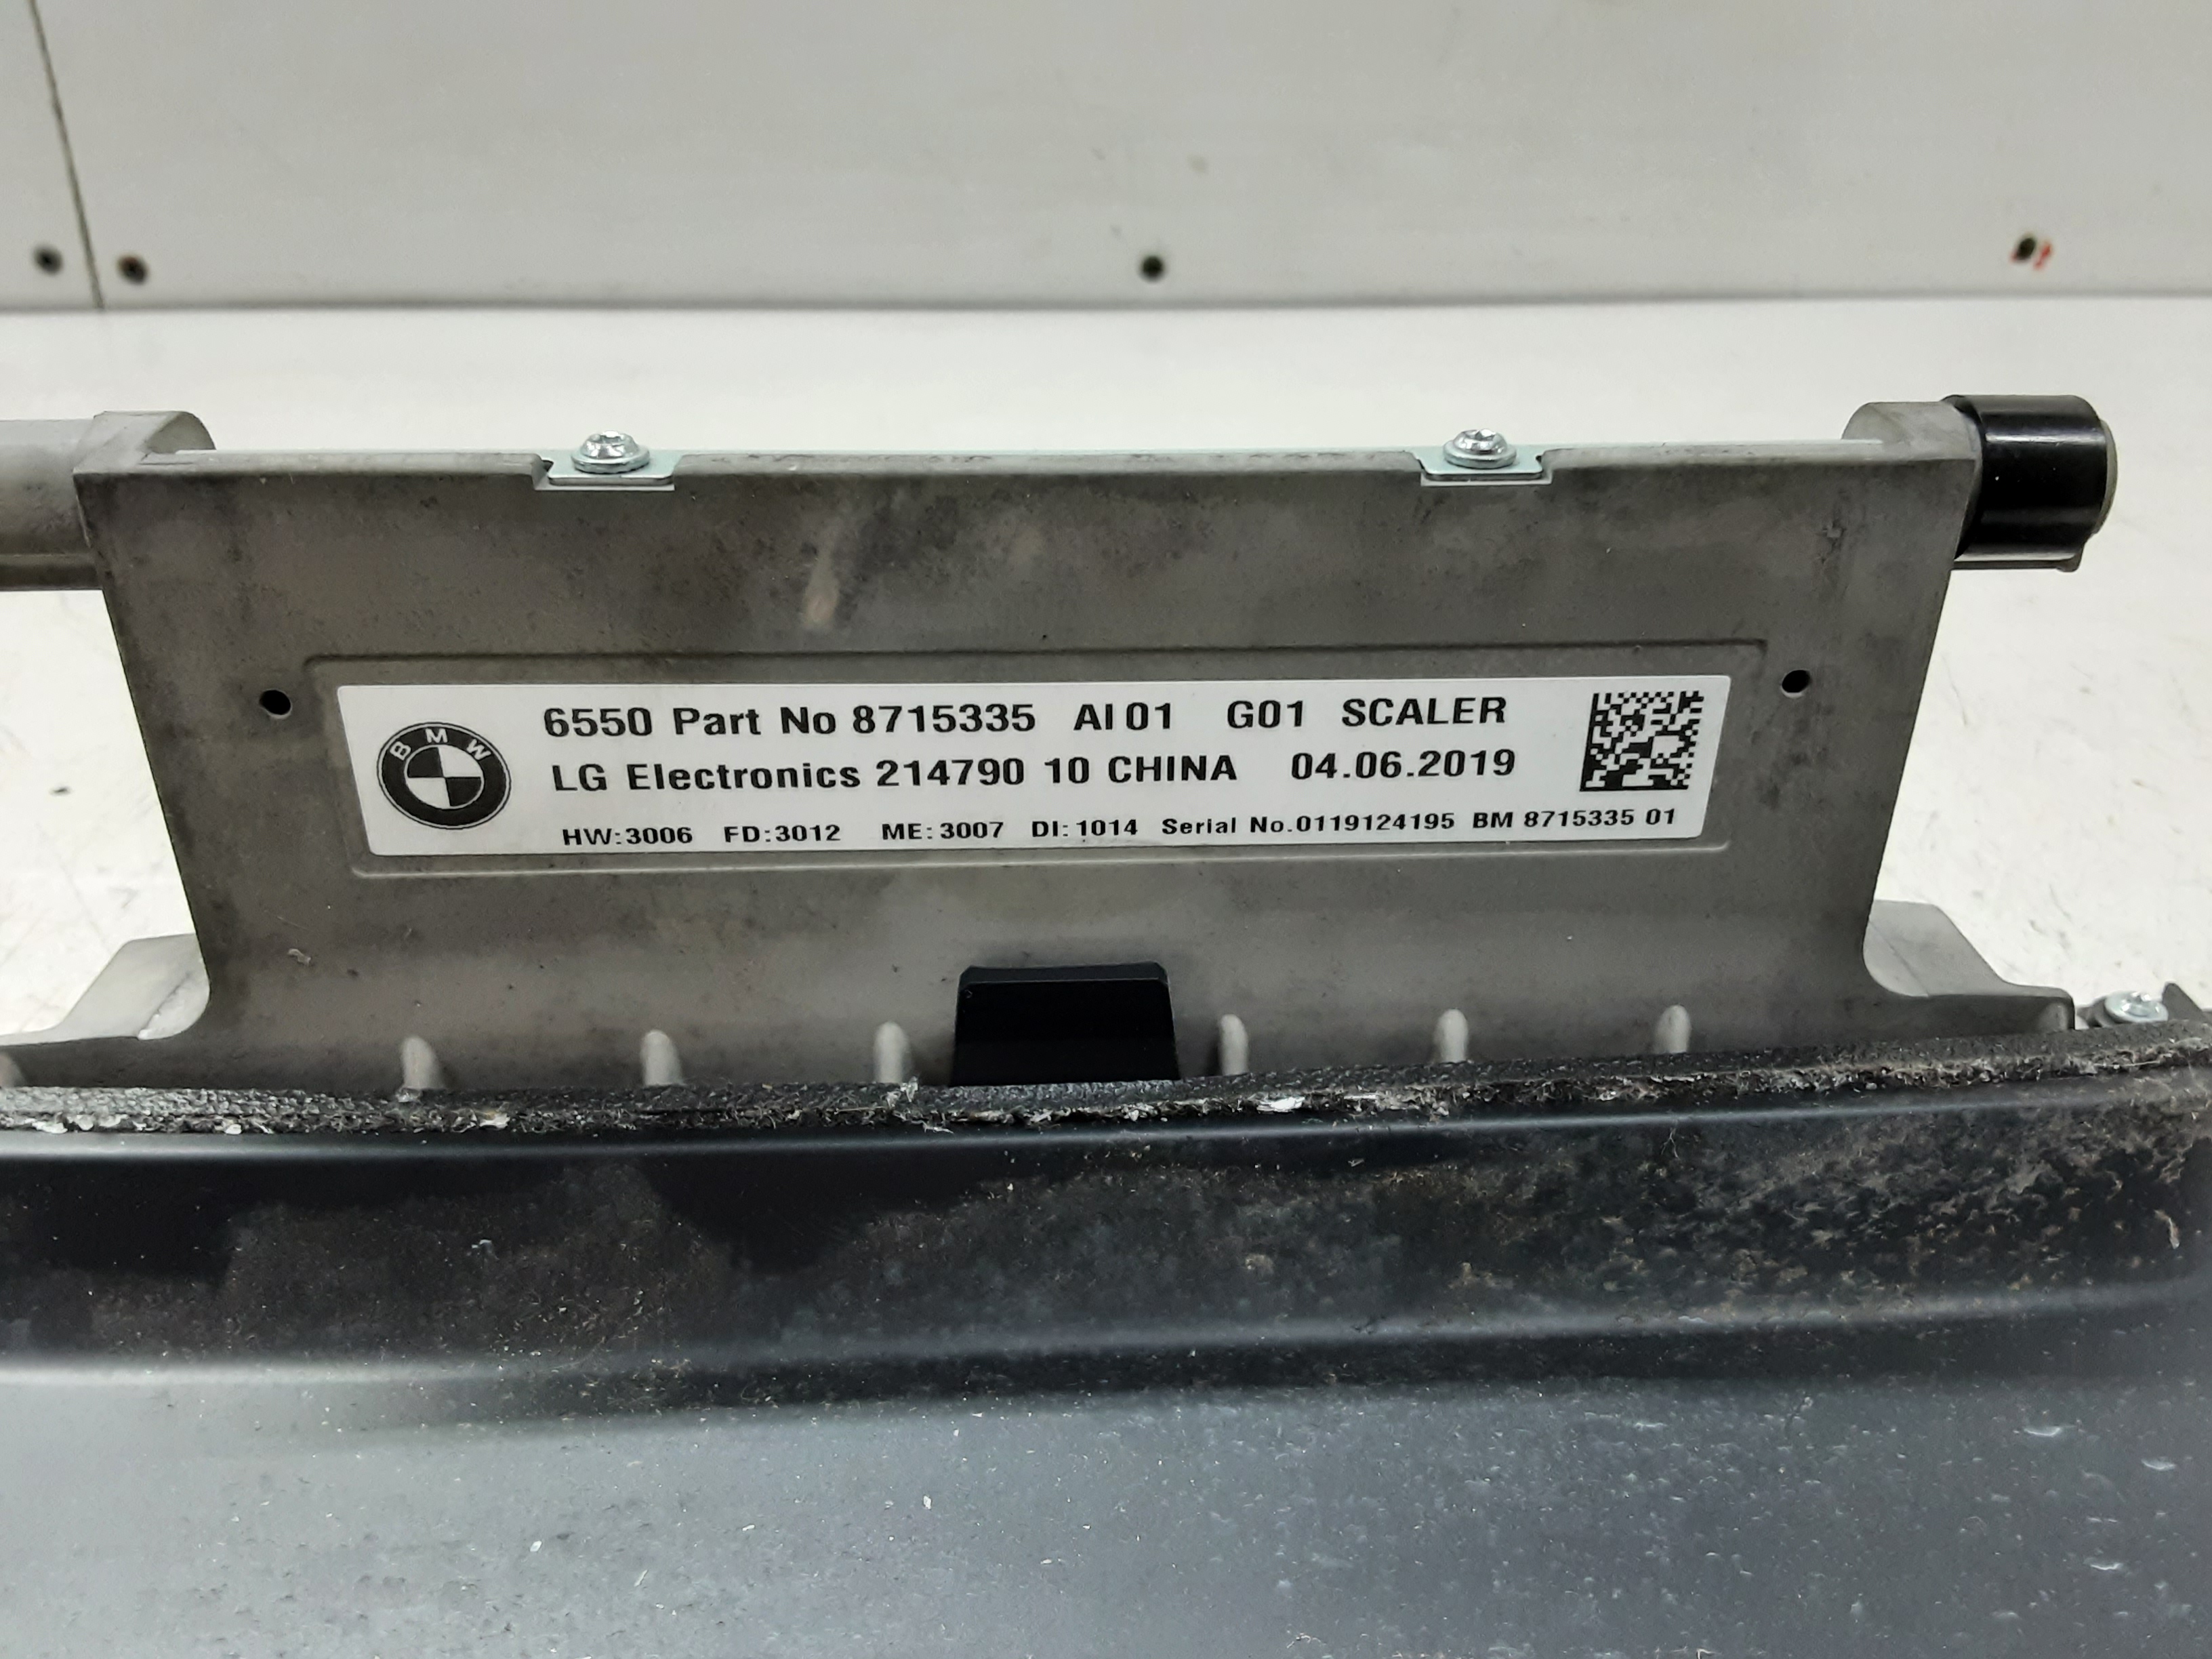 BMW
6550 Part No 8715335 AI 01 G01 SCALER
LG Electronics 214790 10 CHINA 04.06.2019
HW:3006 FD:3012 ME:3007 DI:1014 Serial No.0119124195 BM 8715335 01